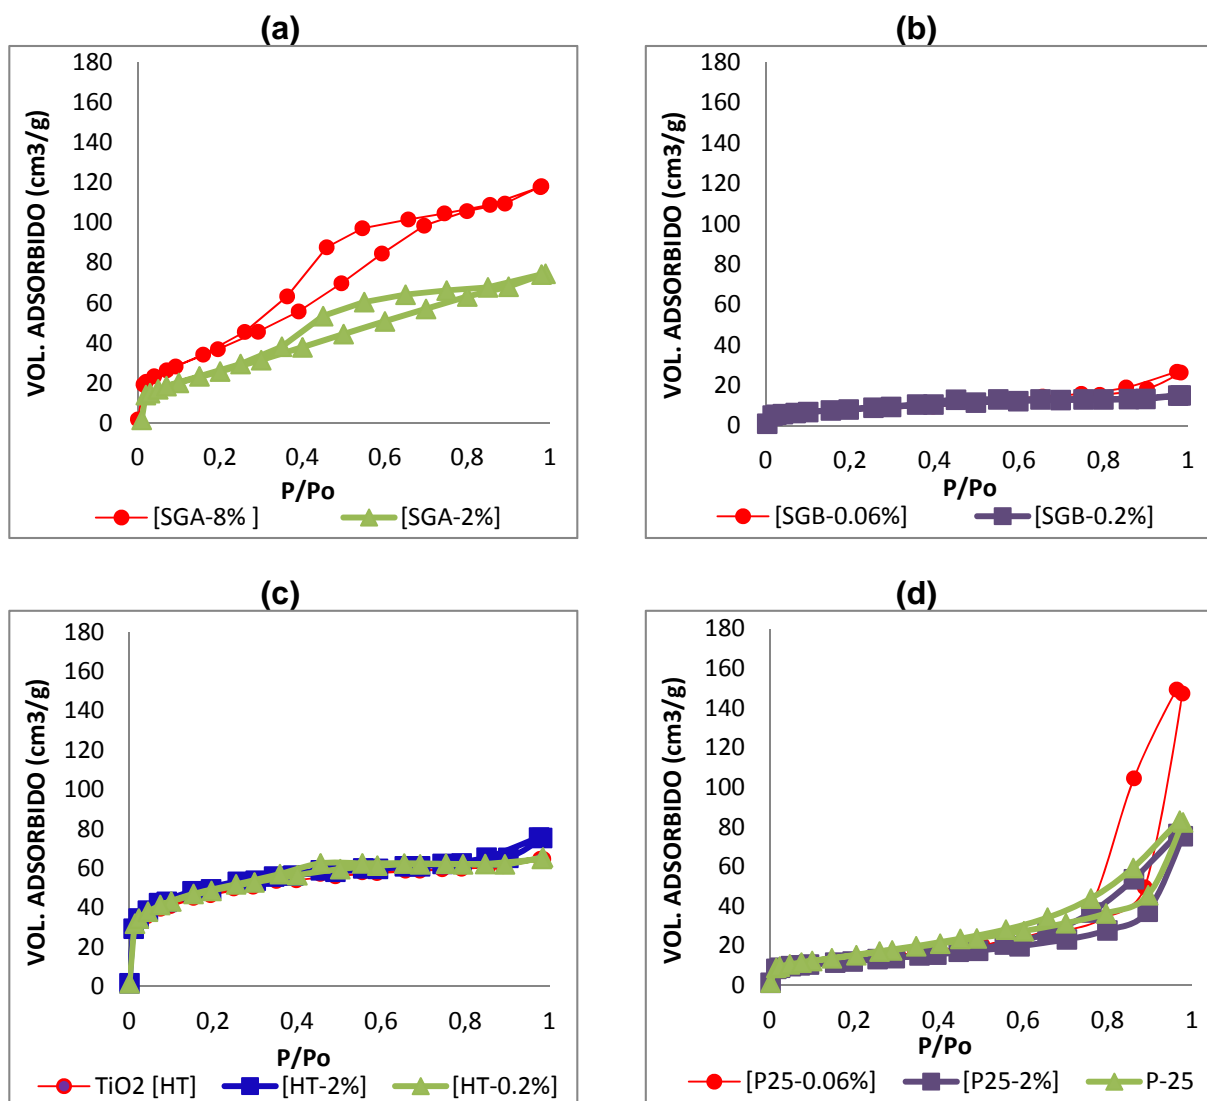 (a)
VOL. ADSORBIDO (cm3/g)
180
160
140
120
100
80
60
40
20
0
0 0,2 0,4 0,6 0,8 1
P/Po
[SGA-8% ] [SGA-2%]
(b)
VOL. ADSORBIDO (cm3/g)
180
160
140
120
100
80
60
40
20
0
0 0,2 0,4 0,6 0,8 1
P/Po
[SGB-0.06%] [SGB-0.2%]
(c)
VOL. ADSORBIDO (cm3/g)
180
160
140
120
100
80
60
40
20
0
0 0,2 0,4 0,6 0,8 1
P/Po
TiO2 [HT] [HT-2%] [HT-0.2%]
(d)
VOL. ADSORBIDO (cm3/g)
180
160
140
120
100
80
60
40
20
0
0 0,2 0,4 0,6 0,8 1
P/Po
[P25-0.06%] [P25-2%] P-25